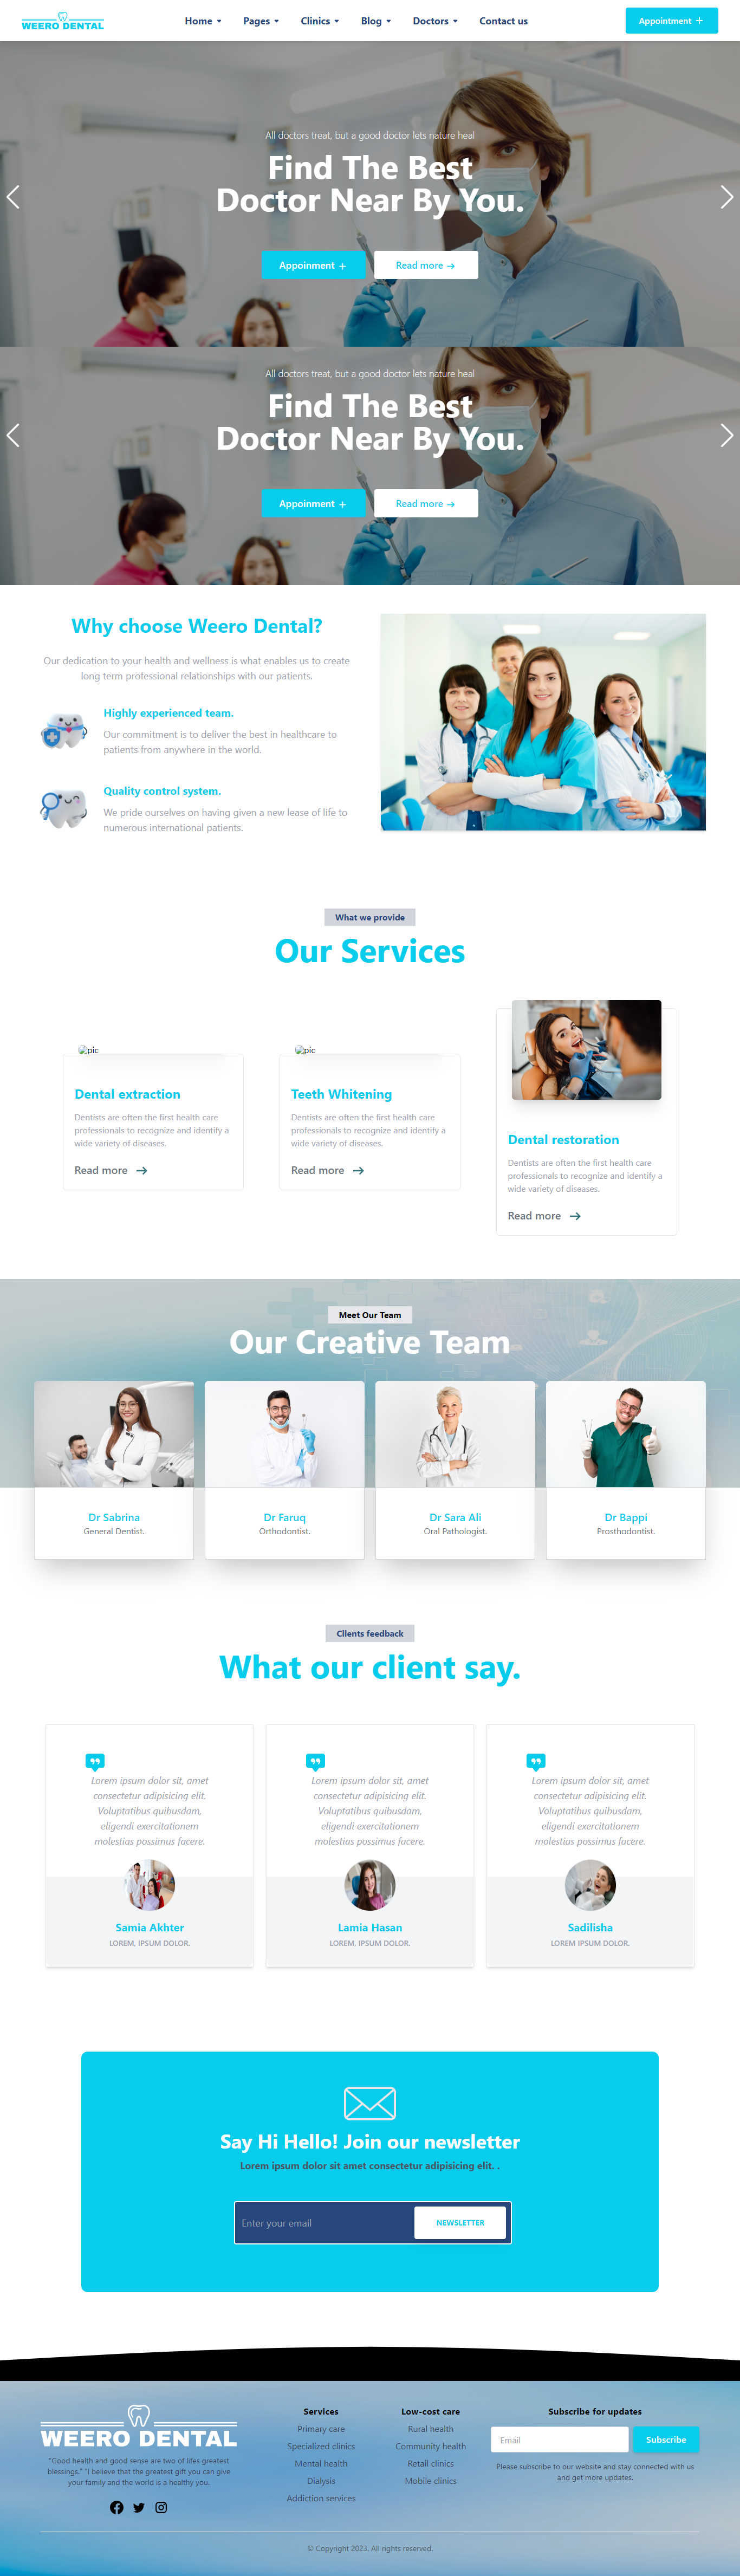 WEERO DENTAL
Home Pages Clinics Blog Doctors Contact us
Appointment +
All doctors treat, but a good doctor lets nature heal
Find The Best
Doctor Near By You.
Appoinment +
Read more →
All doctors treat, but a good doctor lets nature heal
Find The Best
Doctor Near By You.
Appoinment +
Read more →
Why choose Weero Dental?
Our dedication to your health and wellness is what enables us to create
long term professional relationships with our patients.
Highly experienced team.
Our commitment is to deliver the best in healthcare to
patients from anywhere in the world.
Quality control system.
We pride ourselves on having given a new lease of life to
numerous international patients.
What we provide
Our Services
pic
Dental extraction
Dentists are often the first health care
professionals to recognize and identify a
wide variety of diseases.
Read more →
pic
Teeth Whitening
Dentists are often the first health care
professionals to recognize and identify a
wide variety of diseases.
Read more →
Dental restoration
Dentists are often the first health care
professionals to recognize and identify a
wide variety of diseases.
Read more →
Meet Our Team
Our Creative Team
Dr Sabrina
General Dentist.
Dr Faruq
Orthodontist.
Dr Sara Ali
Oral Pathologist.
Dr Bappi
Prosthodontist.
Clients feedback
What our client say.
Lorem ipsum dolor sit, amet
consectetur adipisicing elit.
Voluptatibus quibusdam,
eligendi exercitationem
molestias possimus facere.
Samia Akhter
LOREM, IPSUM DOLOR.
Lorem ipsum dolor sit, amet
consectetur adipisicing elit.
Voluptatibus quibusdam,
eligendi exercitationem
molestias possimus facere.
Lamia Hasan
LOREM, IPSUM DOLOR.
Lorem ipsum dolor sit, amet
consectetur adipisicing elit.
Voluptatibus quibusdam,
eligendi exercitationem
molestias possimus facere.
Sadilisha
LOREM IPSUM DOLOR.
Say Hi Hello! Join our newsletter
Lorem ipsum dolor sit amet consectetur adipisicing elit. .
Enter your email
NEWSLETTER
WEERO DENTAL
"Good health and good sense are two of lifes greatest
blessings." "I believe that the greatest gift you can give
your family and the world is a healthy you.
Services
Primary care
Specialized clinics
Mental health
Dialysis
Addiction services
Low-cost care
Rural health
Community health
Retail clinics
Mobile clinics
Subscribe for updates
Email
Subscribe
Please subscribe to our website and stay connected with us
and get more updates.
© Copyright 2023. All rights reserved.